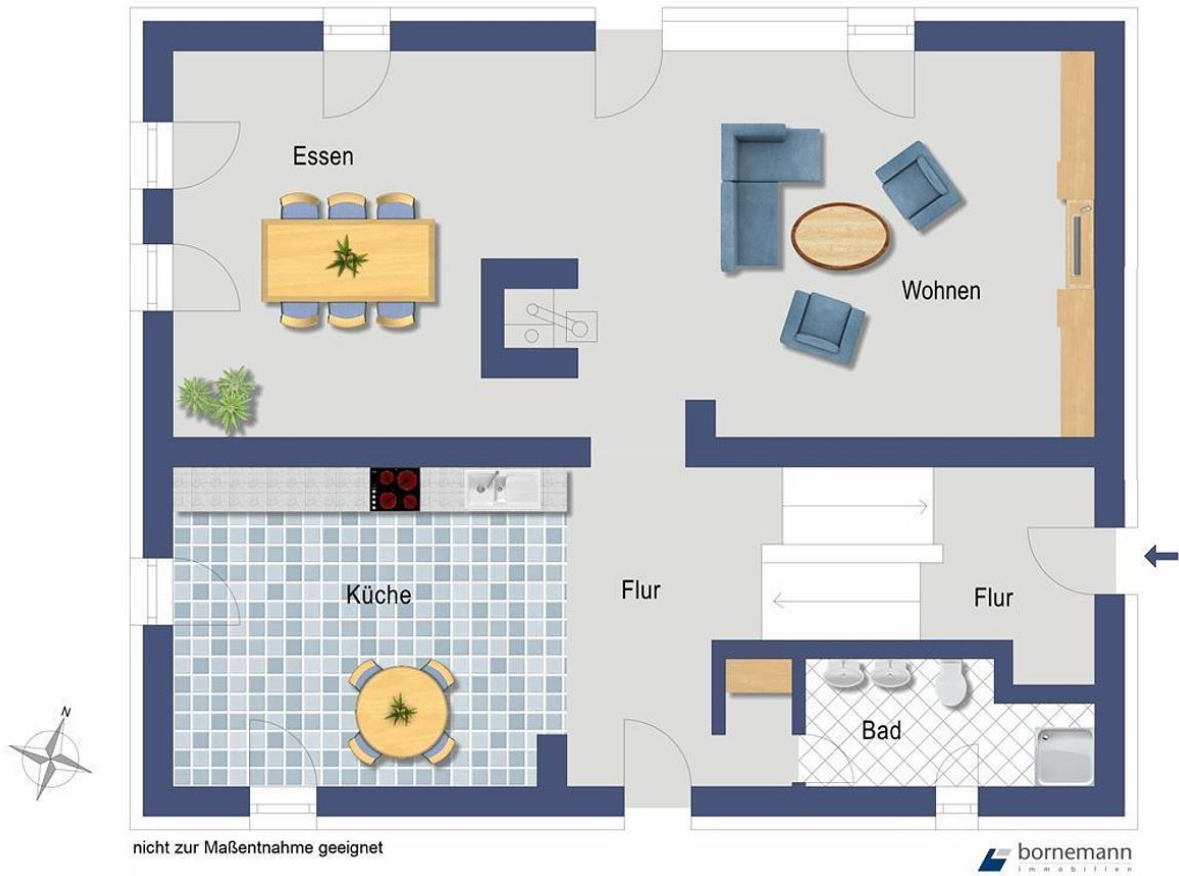 Essen
Wohnen
Küche
Flur
Flur
Bad
N
nicht zur Maßentnahme geeignet
bornemann
immobilien